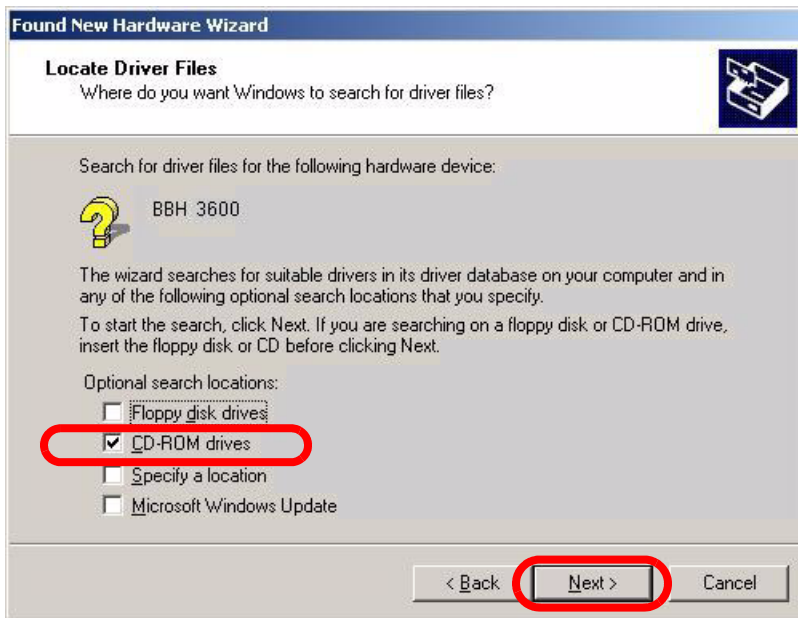 Found New Hardware Wizard
Locate Driver Files
Where do you want Windows to search for driver files?
Search for driver files for the following hardware device:
BBH 3600
The wizard searches for suitable drivers in its driver database on your computer and in
any of the following optional search locations that you specify.
To start the search, click Next. If you are searching on a floppy disk or CD-ROM drive,
insert the floppy disk or CD before clicking Next.
Optional search locations:
Floppy disk drives
CD-ROM drives
Specify a location
Microsoft Windows Update
< Back Next > Cancel